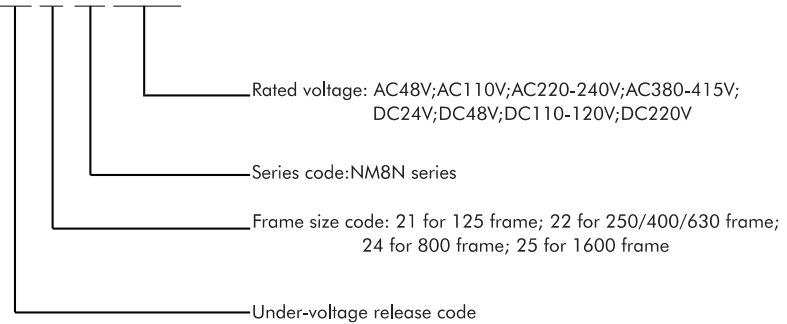 Rated voltage: AC48V;AC110V;AC220-240V;AC380-415V;
DC24V;DC48V;DC110-120V;DC220V
Series code:NM8N series
Frame size code: 21 for 125 frame; 22 for 250/400/630 frame;
24 for 800 frame; 25 for 1600 frame
Under-voltage release code